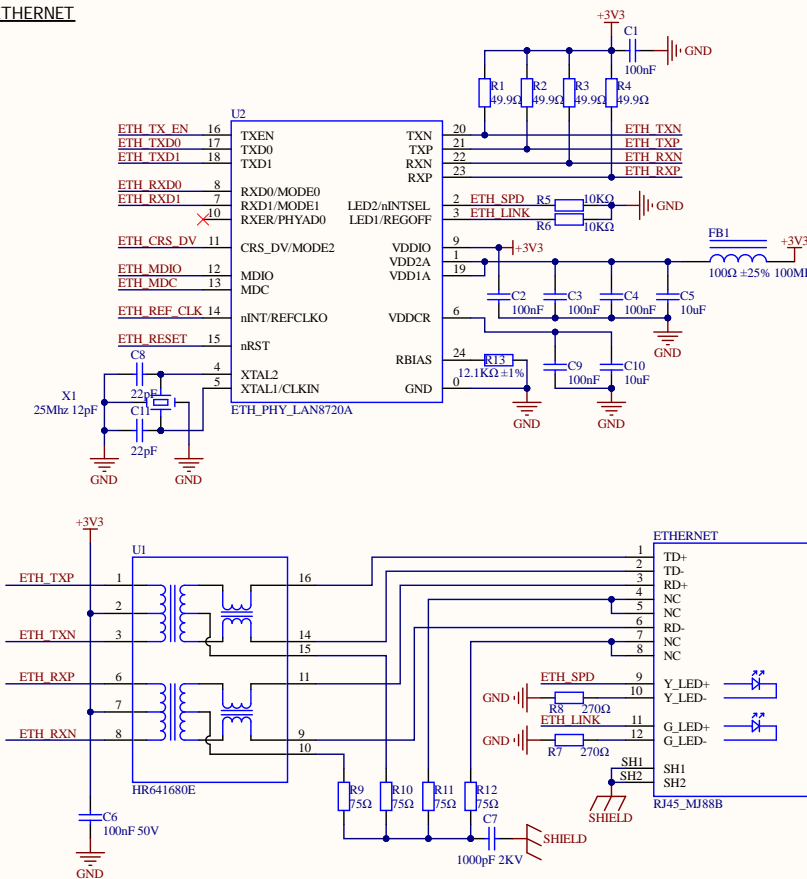 ETHERNET
+3V3
C1
GND
100nF
R1
R2
R3
R4
49.9Ω
49.9Ω
49.9Ω
49.9Ω
U2
ETH_TX_EN 16 TXEN
ETH_TXD0 17 TXD0
ETH_TXD1 18 TXD1
ETH_RXD0 8 RXD0/MODE0
ETH_RXD1 7 RXD1/MODE1
10 RXER/PHYAD0
ETH_CRS_DV 11 CRS_DV/MODE2
ETH_MDIO 12 MDIO
ETH_MDC 13 MDC
ETH_REF_CLK 14 nINT/REFCLKO
ETH_RESET 15 nRST
4 XTAL2
5 XTAL1/CLKIN
TXN 20 ETH_TXN
TXP 21 ETH_TXP
RXN 22 ETH_RXN
RXP 23 ETH_RXP
LED2/nINTSEL 2 ETH_SPD R5 10KΩ
LED1/REGOFF 3 ETH_LINK R6 10KΩ
GND
VDDIO 9 +3V3
VDD2A 1
VDD1A 19
FB1
+3V3
100Ω ±25% 100M
C2
100nF
C3
100nF
C4
100nF
C5
10uF
GND
VDDCR 6
RBIAS 24 R13
12.1KΩ ±1%
GND 0
GND
C9
100nF
C10
10uF
GND
ETH_PHY_LAN8720A
C8
22pF
X1
25Mhz 12pF
C11
22pF
GND
GND
+3V3
U1
ETH_TXP 1
2
ETH_TXN 3
ETH_RXP 6
7
ETH_RXN 8
16
14
15
11
9
10
HR641680E
C6
100nF 50V
GND
R9
75Ω
R10
75Ω
R11
75Ω
R12
75Ω
C7
1000pF 2KV
SHIELD
ETHERNET
1 TD+
2 TD-
3 RD+
4 NC
5 NC
6 RD-
7 NC
8 NC
ETH_SPD 9 Y_LED+
10 Y_LED-
GND R8 270Ω
ETH_LINK 11 G_LED+
12 G_LED-
GND R7 270Ω
SH1 SH1
SH2 SH2
SHIELD
RJ45_MJ88B